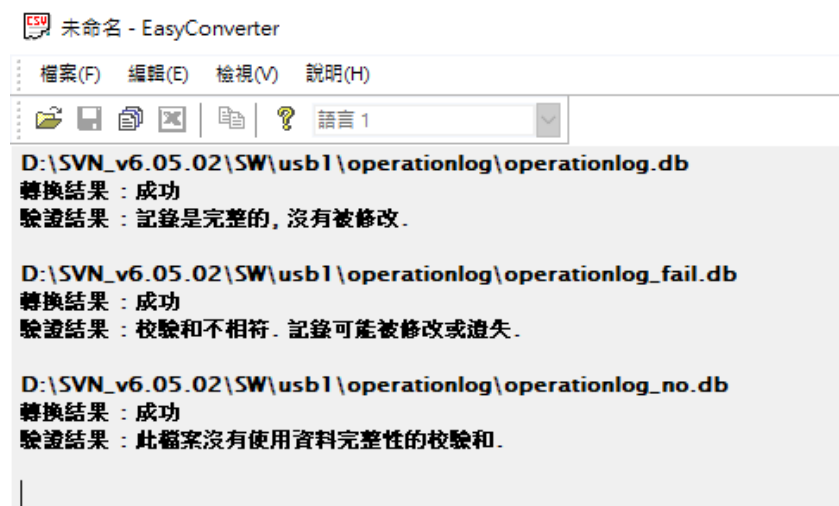 CSV 未命名 - EasyConverter
檔案(F) 編輯(E) 檢視(V) 說明(H)
語言 1
D:\SVN_v6.05.02\SW\usb1\operationlog\operationlog.db
轉換結果 : 成功
驗證結果 : 記錄是完整的, 沒有被修改.
D:\SVN_v6.05.02\SW\usb1\operationlog\operationlog_fail.db
轉換結果 : 成功
驗證結果 : 校驗和不相符. 記錄可能被修改或遺失.
D:\SVN_v6.05.02\SW\usb1\operationlog\operationlog_no.db
轉換結果 : 成功
驗證結果 : 此檔案沒有使用資料完整性的校驗和.